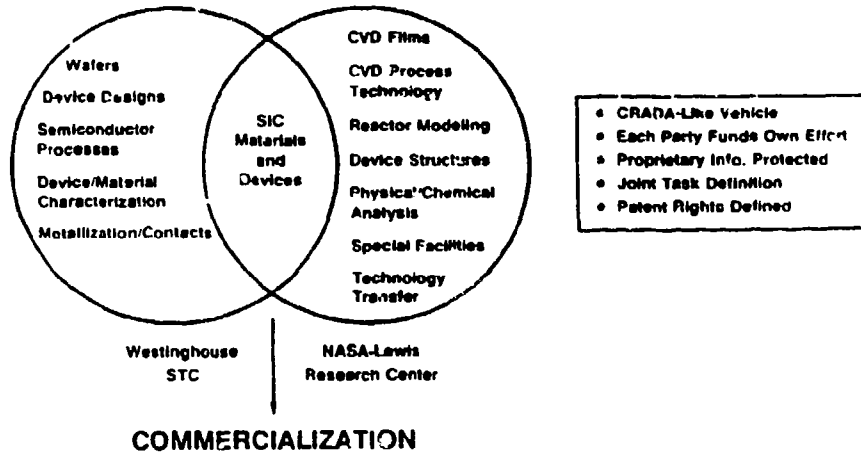 Wafers
Device Designs
Semiconductor
Processes
Device/Material
Characterization
Metallization/Contacts
SiC
Materials
and
Devices
CVD Films
CVD Process
Technology
Reactor Modeling
Device Structures
Physical/Chemical
Analysis
Special Facilities
Technology
Transfer
• CRADA-Like Vehicle
• Each Party Funds Own Effort
• Proprietary Info. Protected
• Joint Task Definition
• Patent Rights Defined
Westinghouse
STC
NASA-Lewis
Research Center
COMMERCIALIZATION